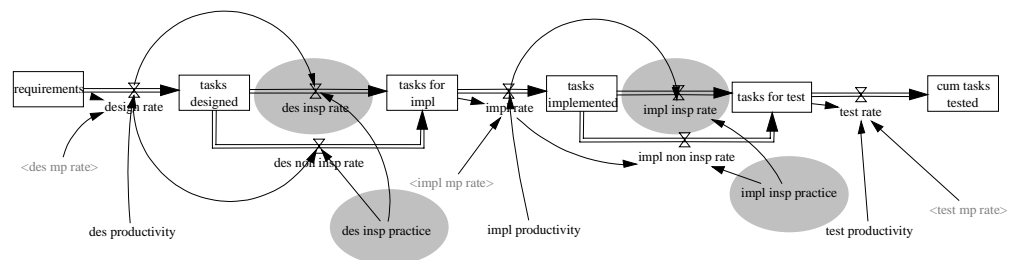 requirements
design rate
tasks
designed
des insp rate
tasks for
impl
impl rate
tasks
implemented
impl insp rate
tasks for test
test rate
cum tasks
tested
<des mp rate>
des non insp rate
<impl mp rate>
impl non insp rate
impl insp practice
<test mp rate>
des productivity
des insp practice
impl productivity
test productivity